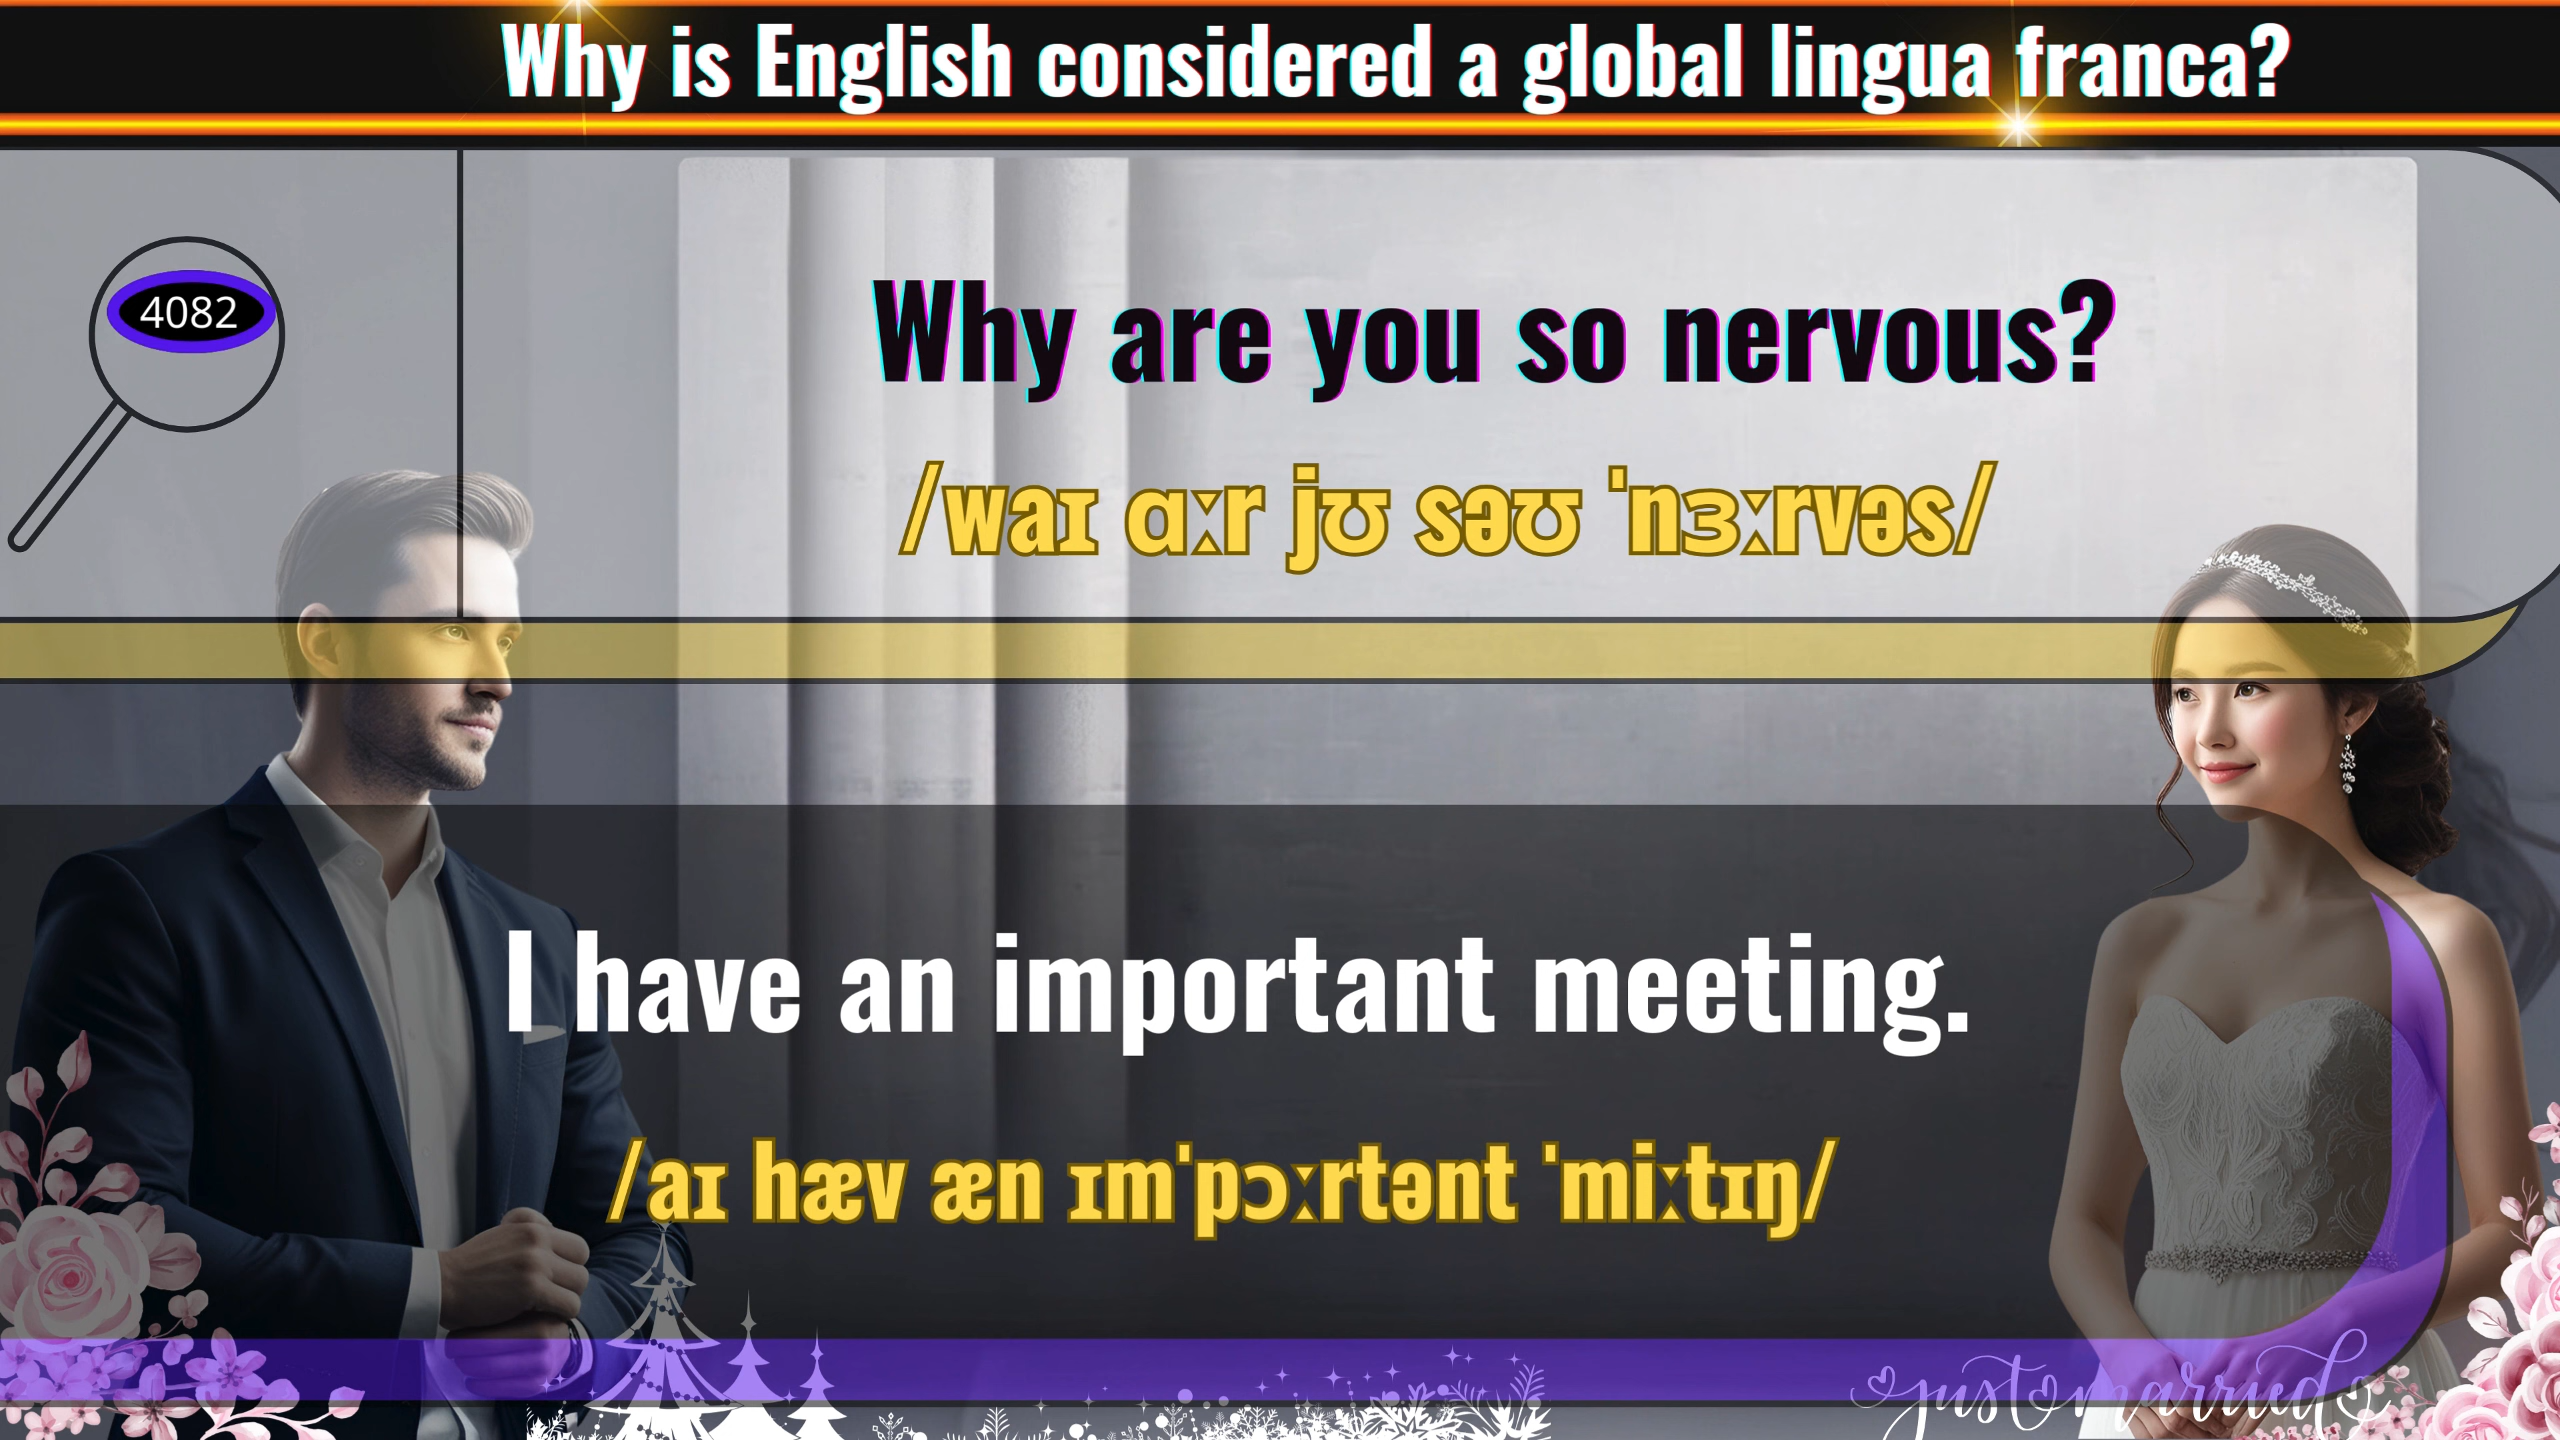 Why is English considered a global lingua franca?
4082
Why are you so nervous?
/waɪ ɑːr jʊ səʊ ˈnɜːrvəs/
I have an important meeting.
/aɪ hæv æn ɪmˈpɔːrtənt ˈmiːtɪŋ/
just married